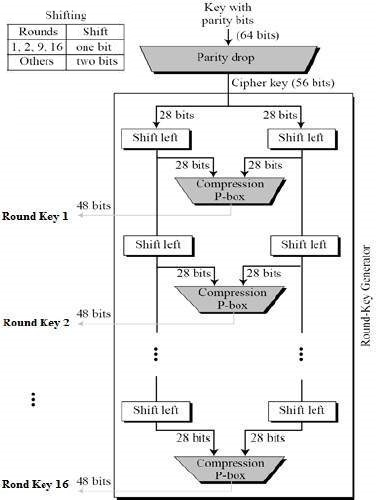 Shifting
Rounds Shift
1, 2, 9, 16 one bit
Others two bits
Key with
parity bits
(64 bits)
Parity drop
Cipher key (56 bits)
28 bits 28 bits
Shift left Shift left
28 bits 28 bits
Compression
P-box
48 bits
Round Key 1
Shift left Shift left
28 bits 28 bits
Compression
P-box
48 bits
Round Key 2
Round-Key Generator
Shift left Shift left
28 bits 28 bits
Compression
P-box
48 bits
Rond Key 16